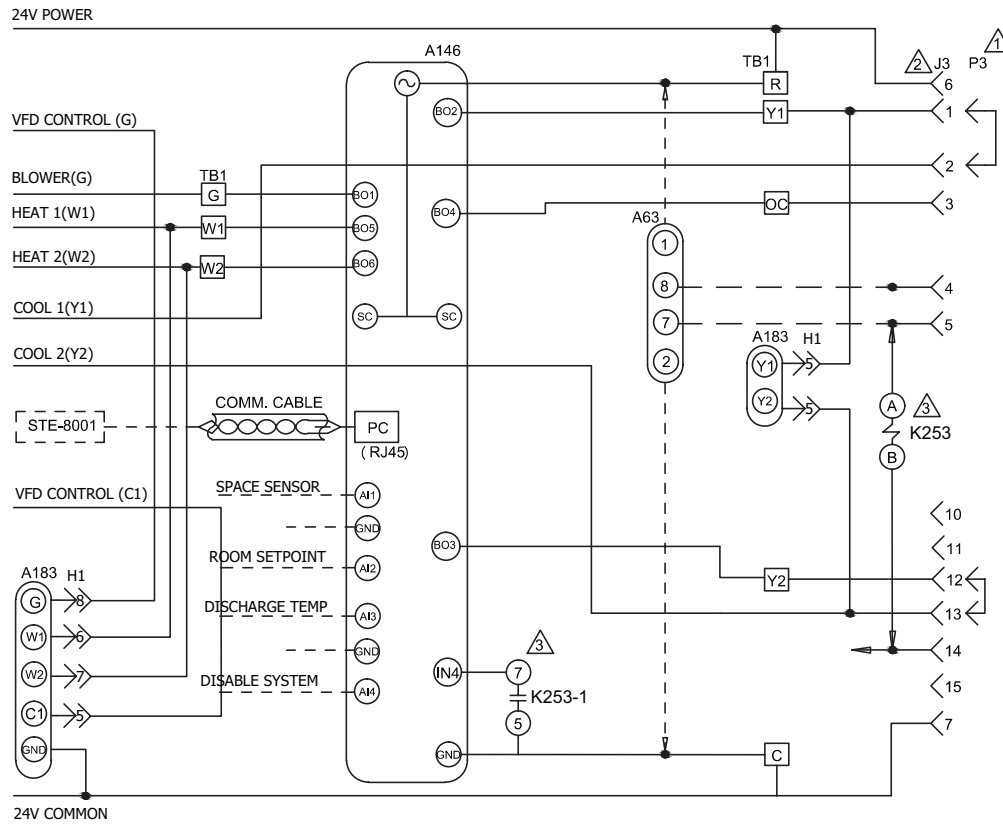 24V POWER
A146
TB1
2
J3
P3
1
R
6
BO2
Y1
1
VFD CONTROL (G)
2
BLOWER(G)
TB1
G
BO1
BO4
OC
3
HEAT 1(W1)
W1
BO5
A63
1
HEAT 2(W2)
W2
BO6
8
4
COOL 1(Y1)
SC
SC
7
5
A183
H1
COOL 2(Y2)
2
Y1
5
Y2
5
A
3
K253
B
STE-8001
COMM. CABLE
PC
(RJ45)
SPACE SENSOR
AI1
VFD CONTROL (C1)
GND
10
ROOM SETPOINT
AI2
BO3
11
A183
H1
Y2
12
G
8
DISCHARGE TEMP
AI3
13
W1
6
GND
3
14
W2
7
DISABLE SYSTEM
AI4
IN4
7
K253-1
15
C1
5
5
7
GND
GND
C
24V COMMON